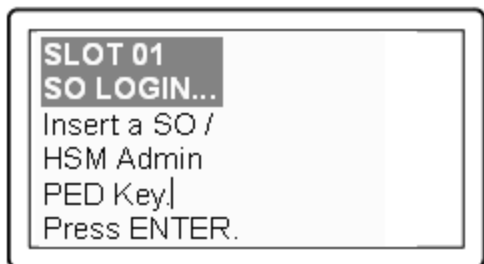 SLOT 01
SO LOGIN...
Insert a SO /
HSM Admin
PED Key.
Press ENTER.